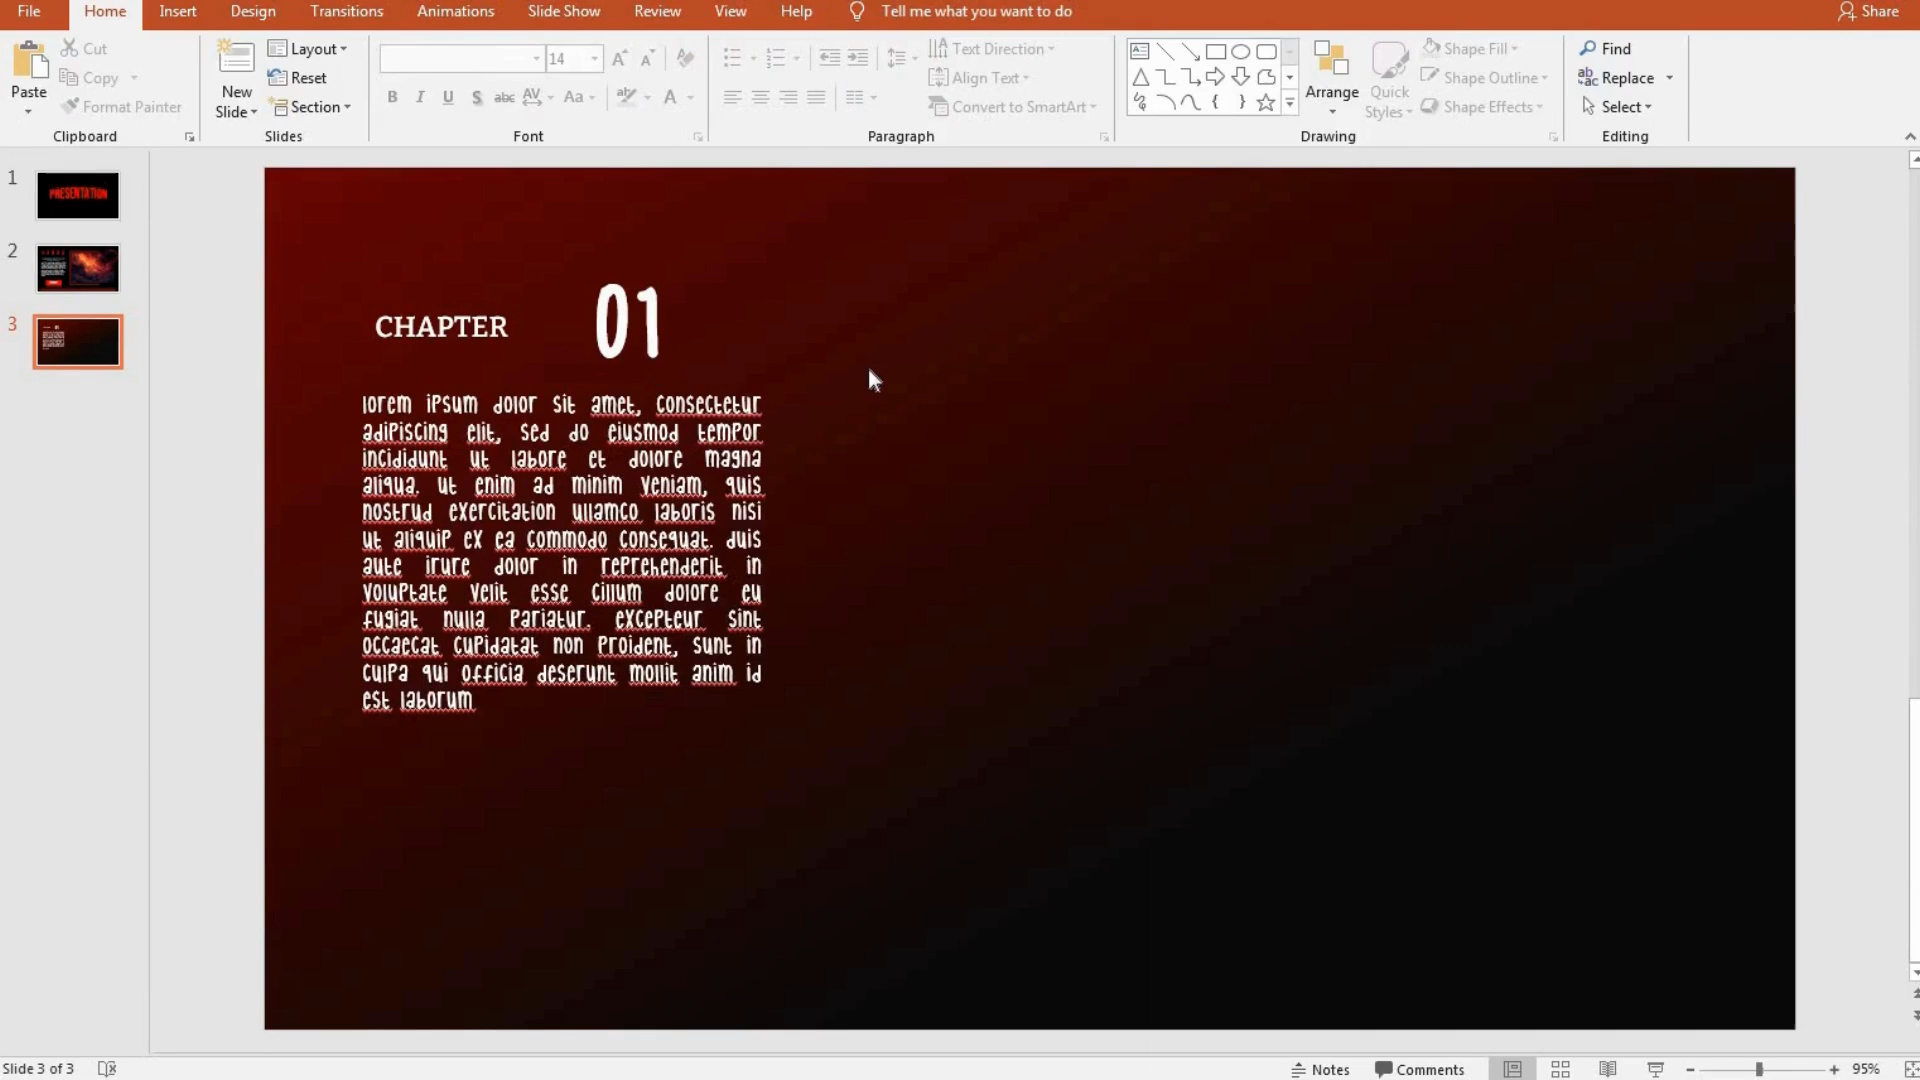 File Home Insert Design Transitions Animations Slide Show Review View Help Tell me what you want to do Share
Paste Cut Copy Format Painter Clipboard
New Slide Layout Reset Section Slides
14
B I U S abc AV Aa A Font
Text Direction Align Text Convert to SmartArt Paragraph
Arrange Quick Styles Shape Fill Shape Outline Shape Effects Drawing
Find Replace Select Editing
1
PRESENTATION
2
3
CHAPTER 01
lorem ipsum dolor sit amet, consectetur
adipiscing elit, sed do eiusmod tempor
incididunt ut labore et dolore magna
aliqua. ut enim ad minim veniam, quis
nostrud exercitation ullamco laboris nisi
ut aliquip ex ea commodo consequat. duis
aute irure dolor in reprehenderit in
voluptate velit esse cillum dolore eu
fugiat nulla pariatur. excepteur sint
occaecat cupidatat non proident, sunt in
culpa qui officia deserunt mollit anim id
est laborum
Slide 3 of 3 Notes Comments 95%